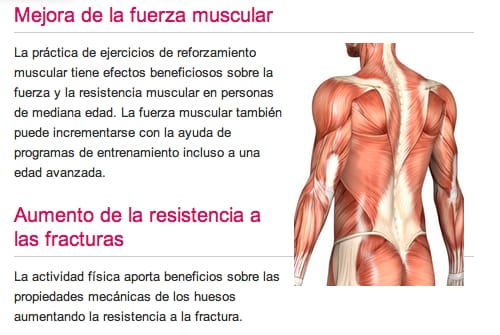 Mejora de la fuerza muscular
La práctica de ejercicios de reforzamiento
muscular tiene efectos beneficiosos sobre la
fuerza y la resistencia muscular en personas
de mediana edad. La fuerza muscular también
puede incrementarse con la ayuda de
programas de entrenamiento incluso a una
edad avanzada.
Aumento de la resistencia a
las fracturas
La actividad física aporta beneficios sobre las
propiedades mecánicas de los huesos
aumentando la resistencia a la fractura.